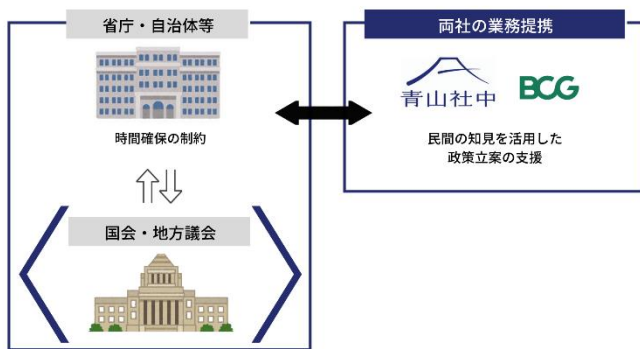 省庁・自治体等
時間確保の制約
国会・地方議会
両社の業務提携
青山社中
BCG
民間の知見を活用した
政策立案の支援